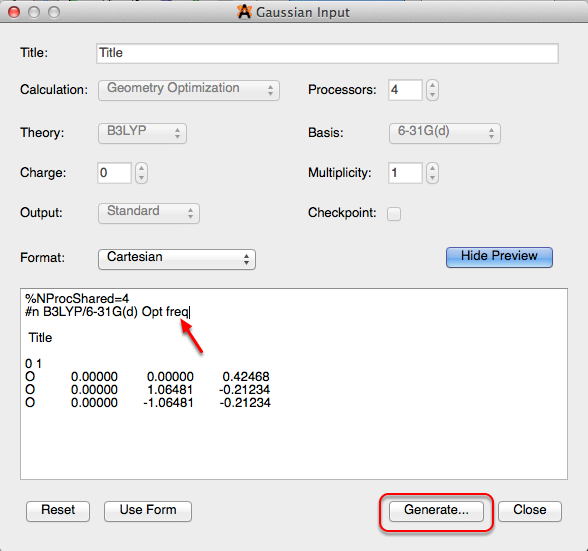 Gaussian Input
Title: Title
Calculation: Geometry Optimization Processors: 4
Theory: B3LYP Basis: 6-31G(d)
Charge: 0 Multiplicity: 1
Output: Standard Checkpoint:
Format: Cartesian Hide Preview
%NProcShared=4
#n B3LYP/6-31G(d) Opt freq
Title
0 1
O 0.00000 0.00000 0.42468
O 0.00000 1.06481 -0.21234
O 0.00000 -1.06481 -0.21234
Reset Use Form Generate... Close